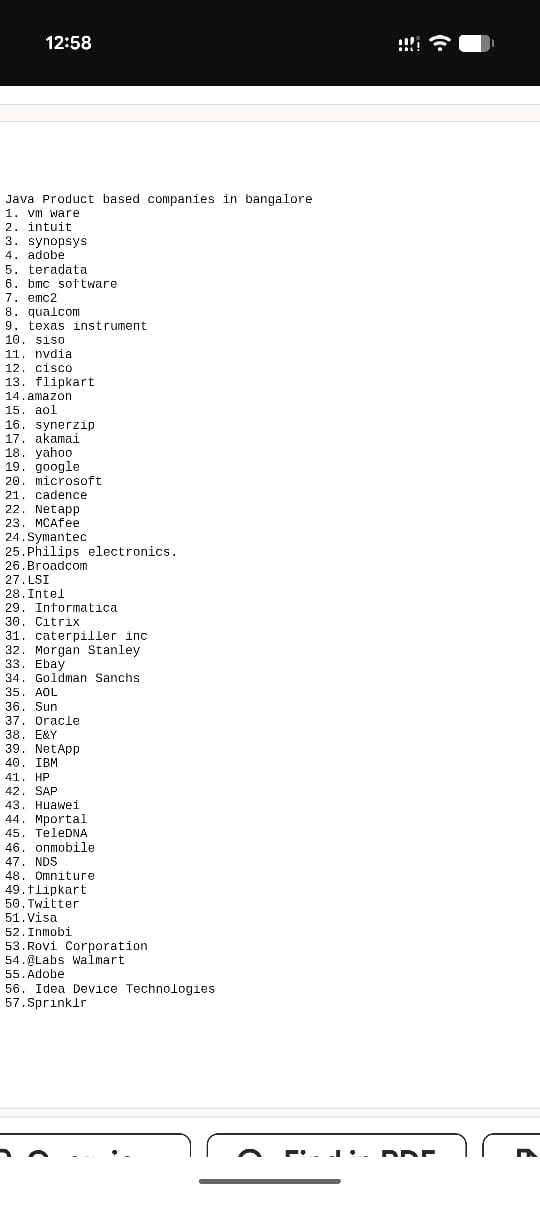 12:58
Java Product based companies in bangalore
1. vm ware
2. intuit
3. synopsys
4. adobe
5. teradata
6. bmc software
7. emc2
8. qualcom
9. texas instrument
10. siso
11. nvdia
12. cisco
13. flipkart
14.amazon
15. aol
16. synerzip
17. akamai
18. yahoo
19. google
20. microsoft
21. cadence
22. Netapp
23. MCAfee
24.Symantec
25.Philips electronics.
26.Broadcom
27.LSI
28.Intel
29. Informatica
30. Citrix
31. caterpiller inc
32. Morgan Stanley
33. Ebay
34. Goldman Sanchs
35. AOL
36. Sun
37. Oracle
38. E&Y
39. NetApp
40. IBM
41. HP
42. SAP
43. Huawei
44. Mportal
45. TeleDNA
46. onmobile
47. NDS
48. Omniture
49.flipkart
50.Twitter
51.Visa
52.Inmobi
53.Rovi Corporation
54.@Labs Walmart
55.Adobe
56. Idea Device Technologies
57.Sprinklr
Find in PDF